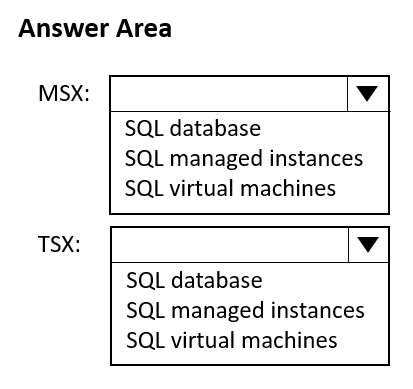 Answer Area
MSX:
SQL database
SQL managed instances
SQL virtual machines
TSX:
SQL database
SQL managed instances
SQL virtual machines